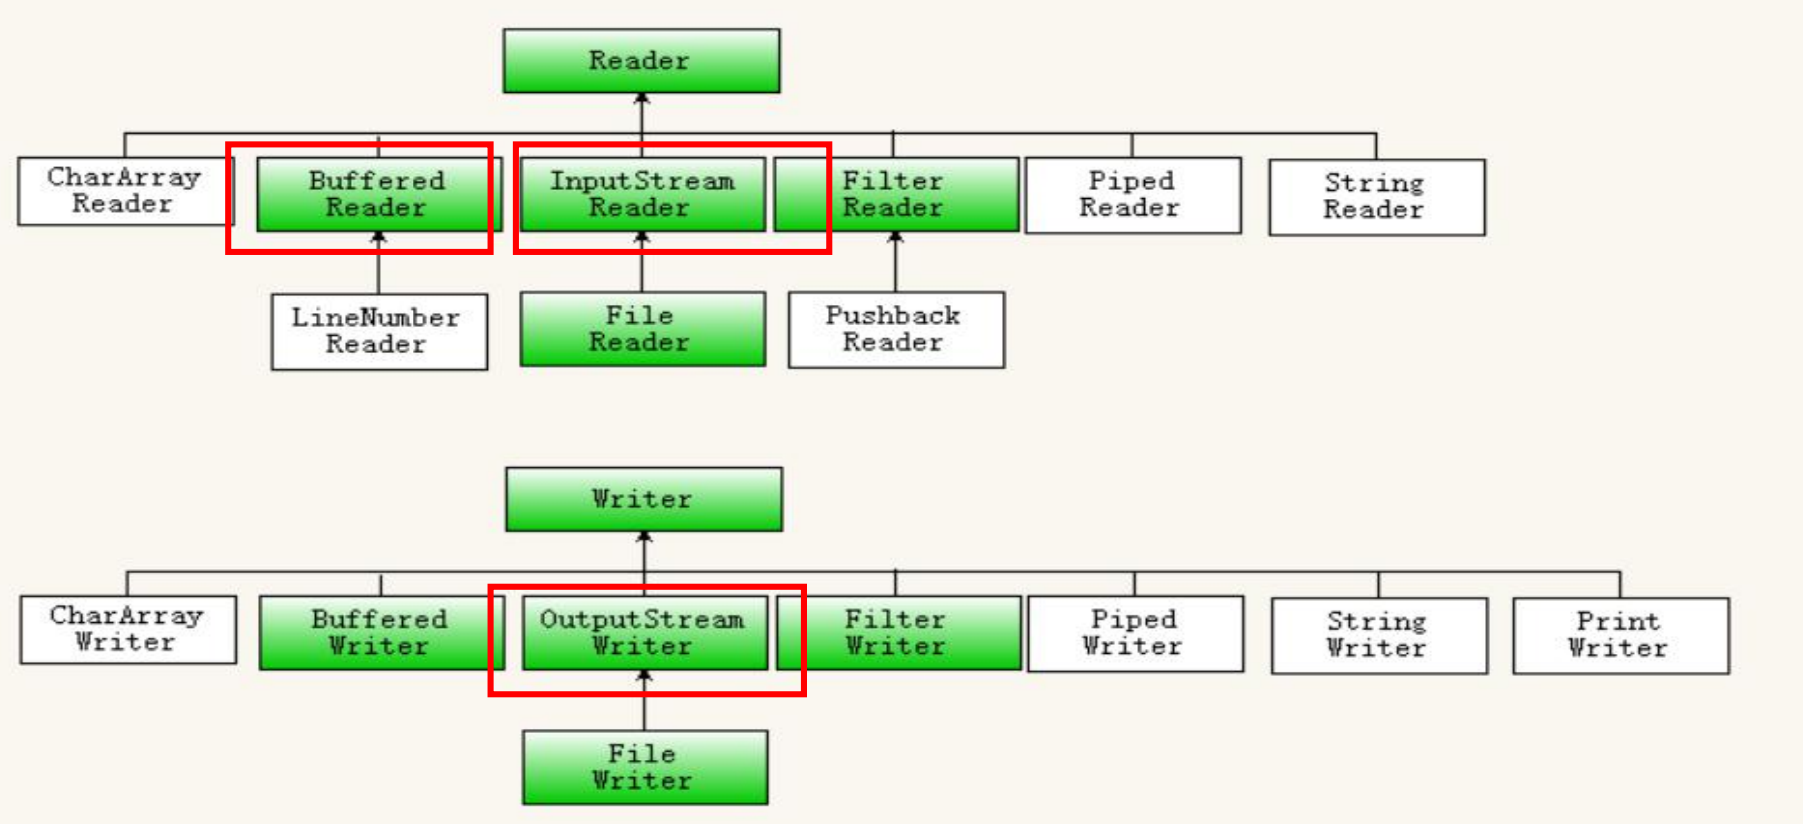 Reader
CharArray
Reader
Buffered
Reader
InputStream
Reader
Filter
Reader
Piped
Reader
String
Reader
LineNumber
Reader
File
Reader
Pushback
Reader
Writer
CharArray
Writer
Buffered
Writer
OutputStream
Writer
Filter
Writer
Piped
Writer
String
Writer
Print
Writer
File
Writer